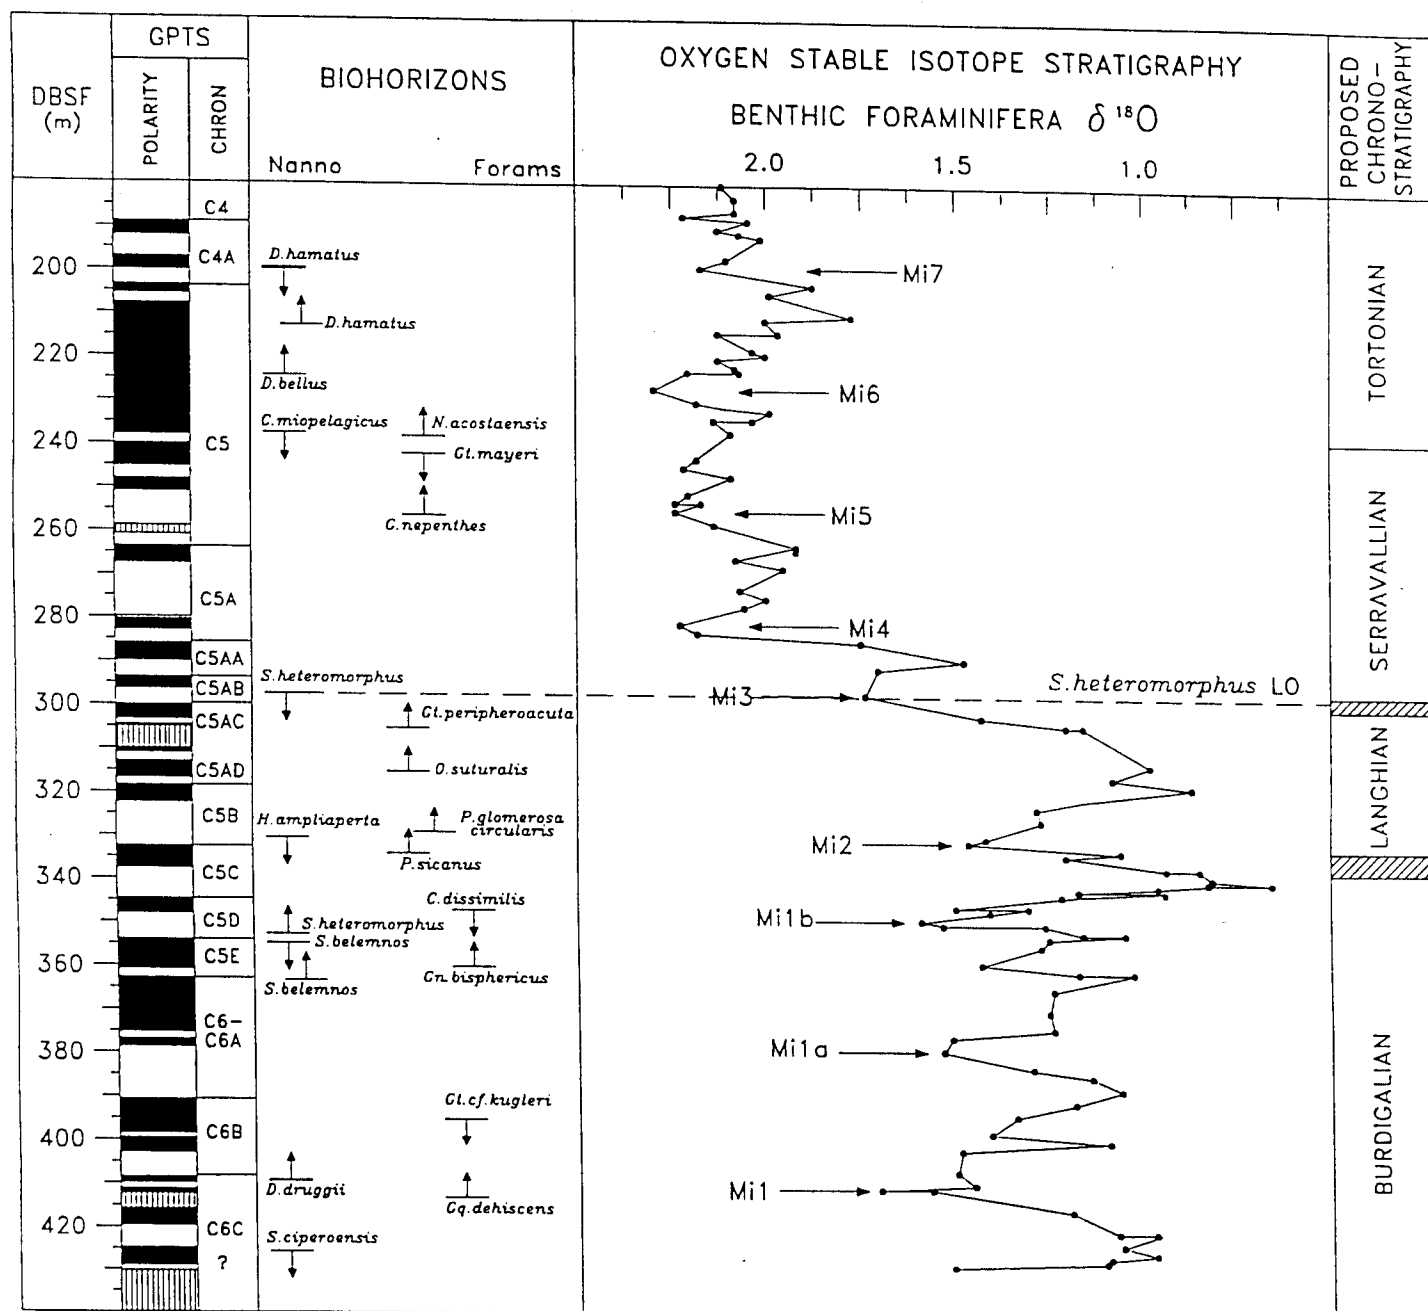 DBSF
(m)
GPTS
POLARITY
CHRON
BIOHORIZONS
Nanno
Forams
OXYGEN STABLE ISOTOPE STRATIGRAPHY
BENTHIC FORAMINIFERA δ 18O
2.0
1.5
1.0
PROPOSED
CHRONO-
STRATIGRAPHY
200
220
240
260
280
300
320
340
360
380
400
420
C4
C4A
C5
C5A
C5AA
C5AB
C5AC
C5AD
C5B
C5C
C5D
C5E
C6-
C6A
C6B
C6C
?
D.hamatus
D.hamatus
D.bellus
C.miopelagicus
S.heteromorphus
H.ampliaperta
S.heteromorphus
S.belemnos
S.belemnos
D.druggii
S.ciperoensis
N.acostaensis
Gt.mayeri
G.nepenthes
Gt.peripheroacuta
O.suturalis
P.glomerosa
circularis
P.sicanus
C.dissimilis
Gn.bisphericus
Gt.cf.kugleri
Gq.dehiscens
Mi7
Mi6
Mi5
Mi4
Mi3
S.heteromorphus LO
Mi2
Mi1b
Mi1a
Mi1
TORTONIAN
SERRAVALLIAN
LANGHIAN
BURDIGALIAN